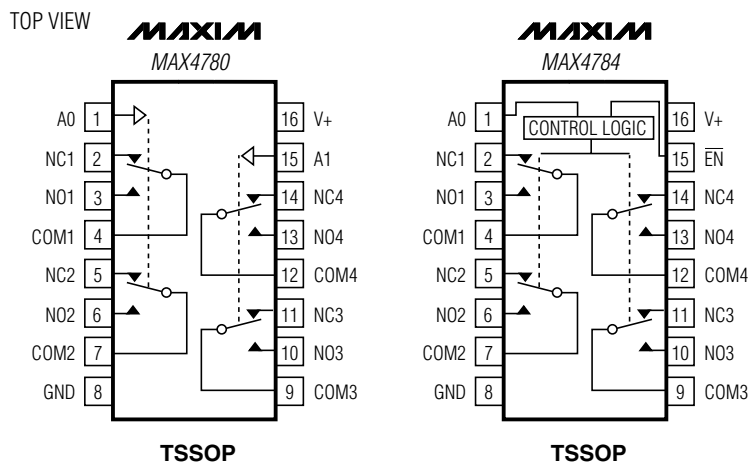 TOP VIEW
MAXIM
MAX4780
A0 1
NC1 2
NO1 3
COM1 4
NC2 5
NO2 6
COM2 7
GND 8
16 V+
15 A1
14 NC4
13 NO4
12 COM4
11 NC3
10 NO3
9 COM3
TSSOP
MAXIM
MAX4784
CONTROL LOGIC
A0 1
NC1 2
NO1 3
COM1 4
NC2 5
NO2 6
COM2 7
GND 8
16 V+
15 E̅N̅
14 NC4
13 NO4
12 COM4
11 NC3
10 NO3
9 COM3
TSSOP